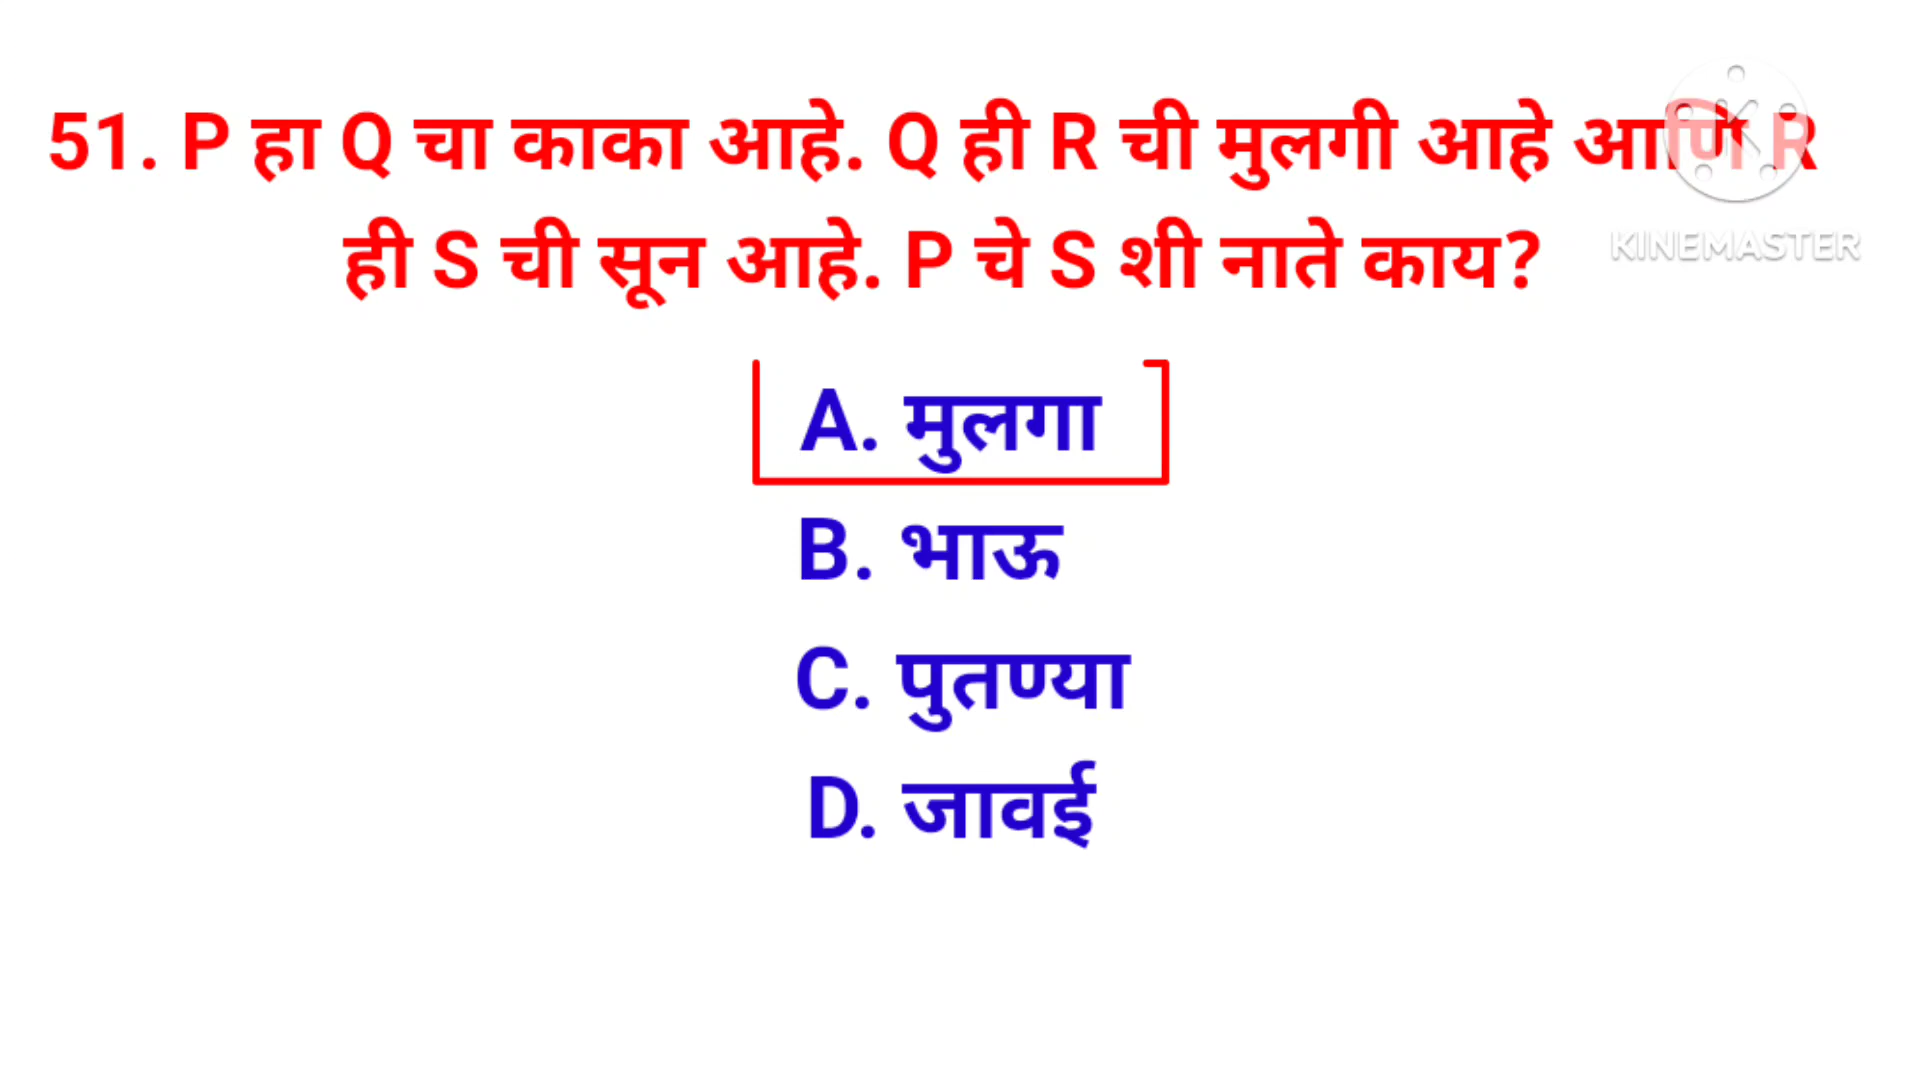 51. P हा Q चा काका आहे. Q ही R ची मुलगी आहे आणि R
ही S ची सून आहे. P चे S शी नाते काय?
KINEMASTER
A. मुलगा
B. भाऊ
C. पुतण्या
D. जावई